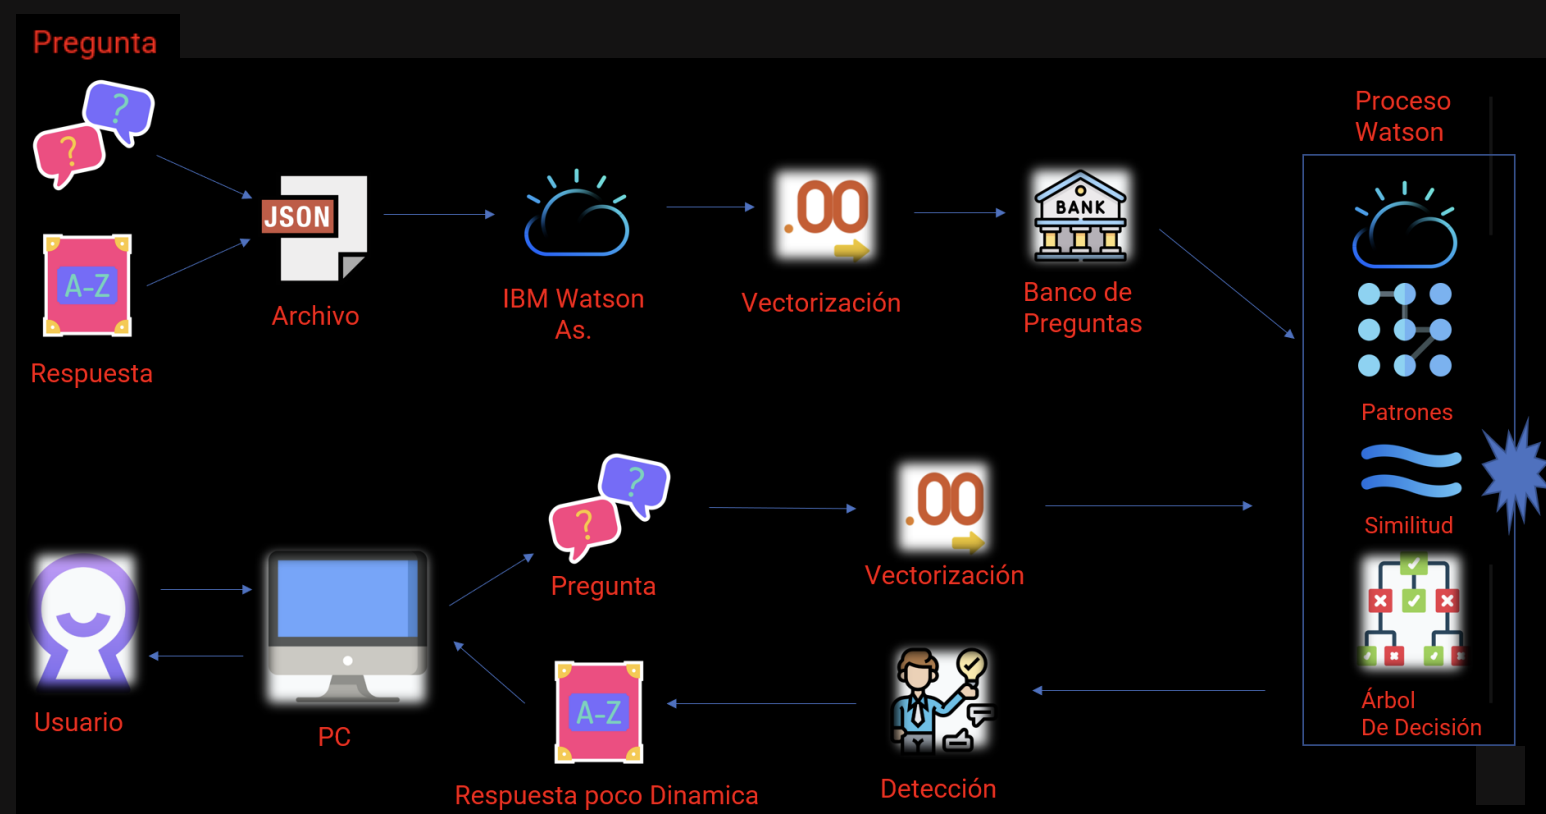 Pregunta
?
?
A-Z
Respuesta
JSON
Archivo
IBM Watson
As.
.00
Vectorización
BANK
Banco de
Preguntas
Proceso
Watson
Patrones
Similitud
Árbol
De Decisión
Usuario
PC
?
?
Pregunta
.00
Vectorización
A-Z
Respuesta poco Dinamica
Detección